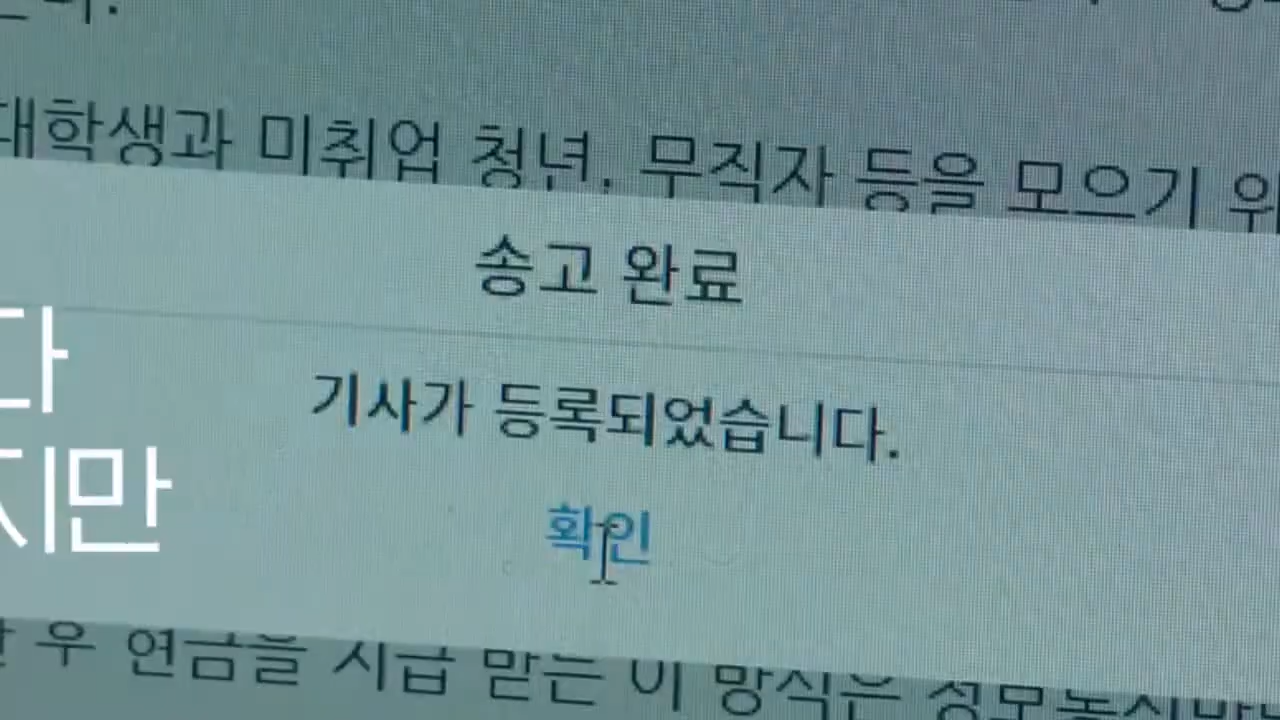 대학생과 미취업 청년, 무직자 등을 모으기 위
송고 완료
기사가 등록되었습니다.
확인
다
지만
우 연금을 지급 받는 이 방식은